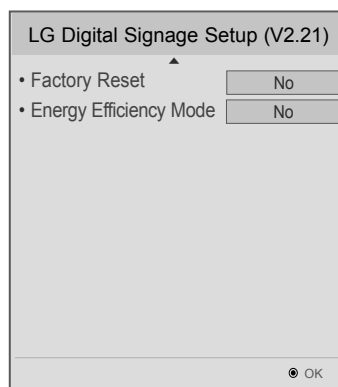 LG Digital Signage Setup (V2.21)
• Factory Reset No
• Energy Efficiency Mode No
OK